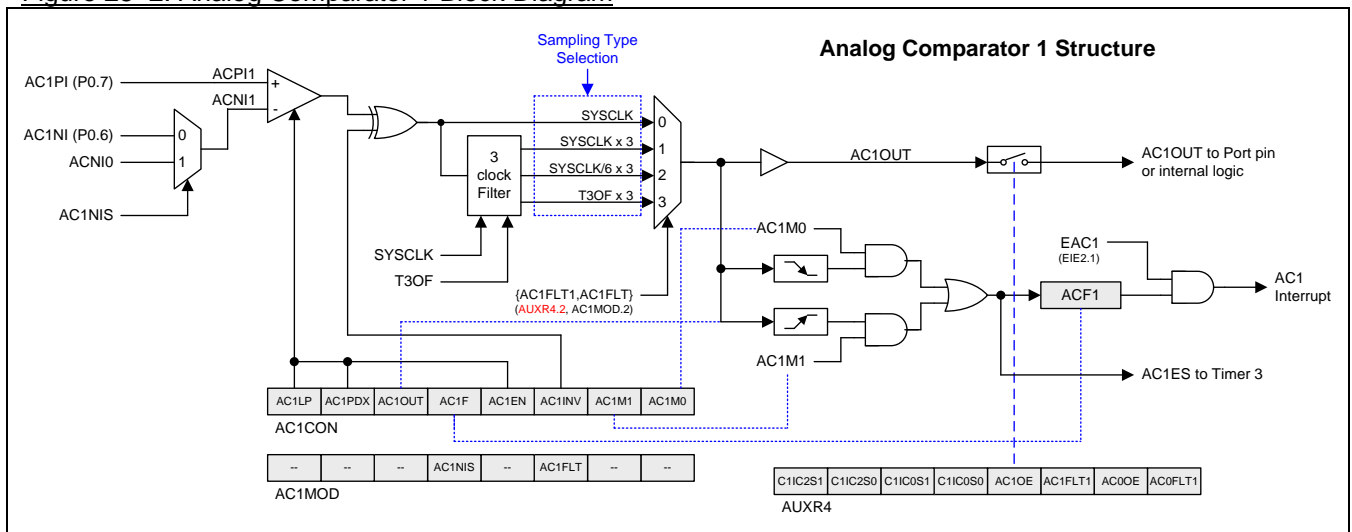 Figure 23-2. Analog Comparator 1 Block Diagram
Analog Comparator 1 Structure
Sampling Type
Selection
AC1PI (P0.7)
ACPI1
ACNI1
+
-
AC1NI (P0.6)
ACNI0
0
1
AC1NIS
3
clock
Filter
SYSCLK
SYSCLK x 3
SYSCLK/6 x 3
T3OF x 3
0
1
2
3
SYSCLK
T3OF
{AC1FLT1,AC1FLT}
(AUXR4.2, AC1MOD.2)
AC1OUT
AC1OUT to Port pin
or internal logic
AC1M0
AC1M1
EAC1
(EIE2.1)
ACF1
AC1
Interrupt
AC1ES to Timer 3
AC1LP AC1PDX AC1OUT AC1F AC1EN AC1INV AC1M1 AC1M0
AC1CON
-- -- -- AC1NIS -- AC1FLT -- --
AC1MOD
C1IC2S1 C1IC2S0 C1IC0S1 C1IC0S0 AC1OE AC1FLT1 AC0OE AC0FLT1
AUXR4